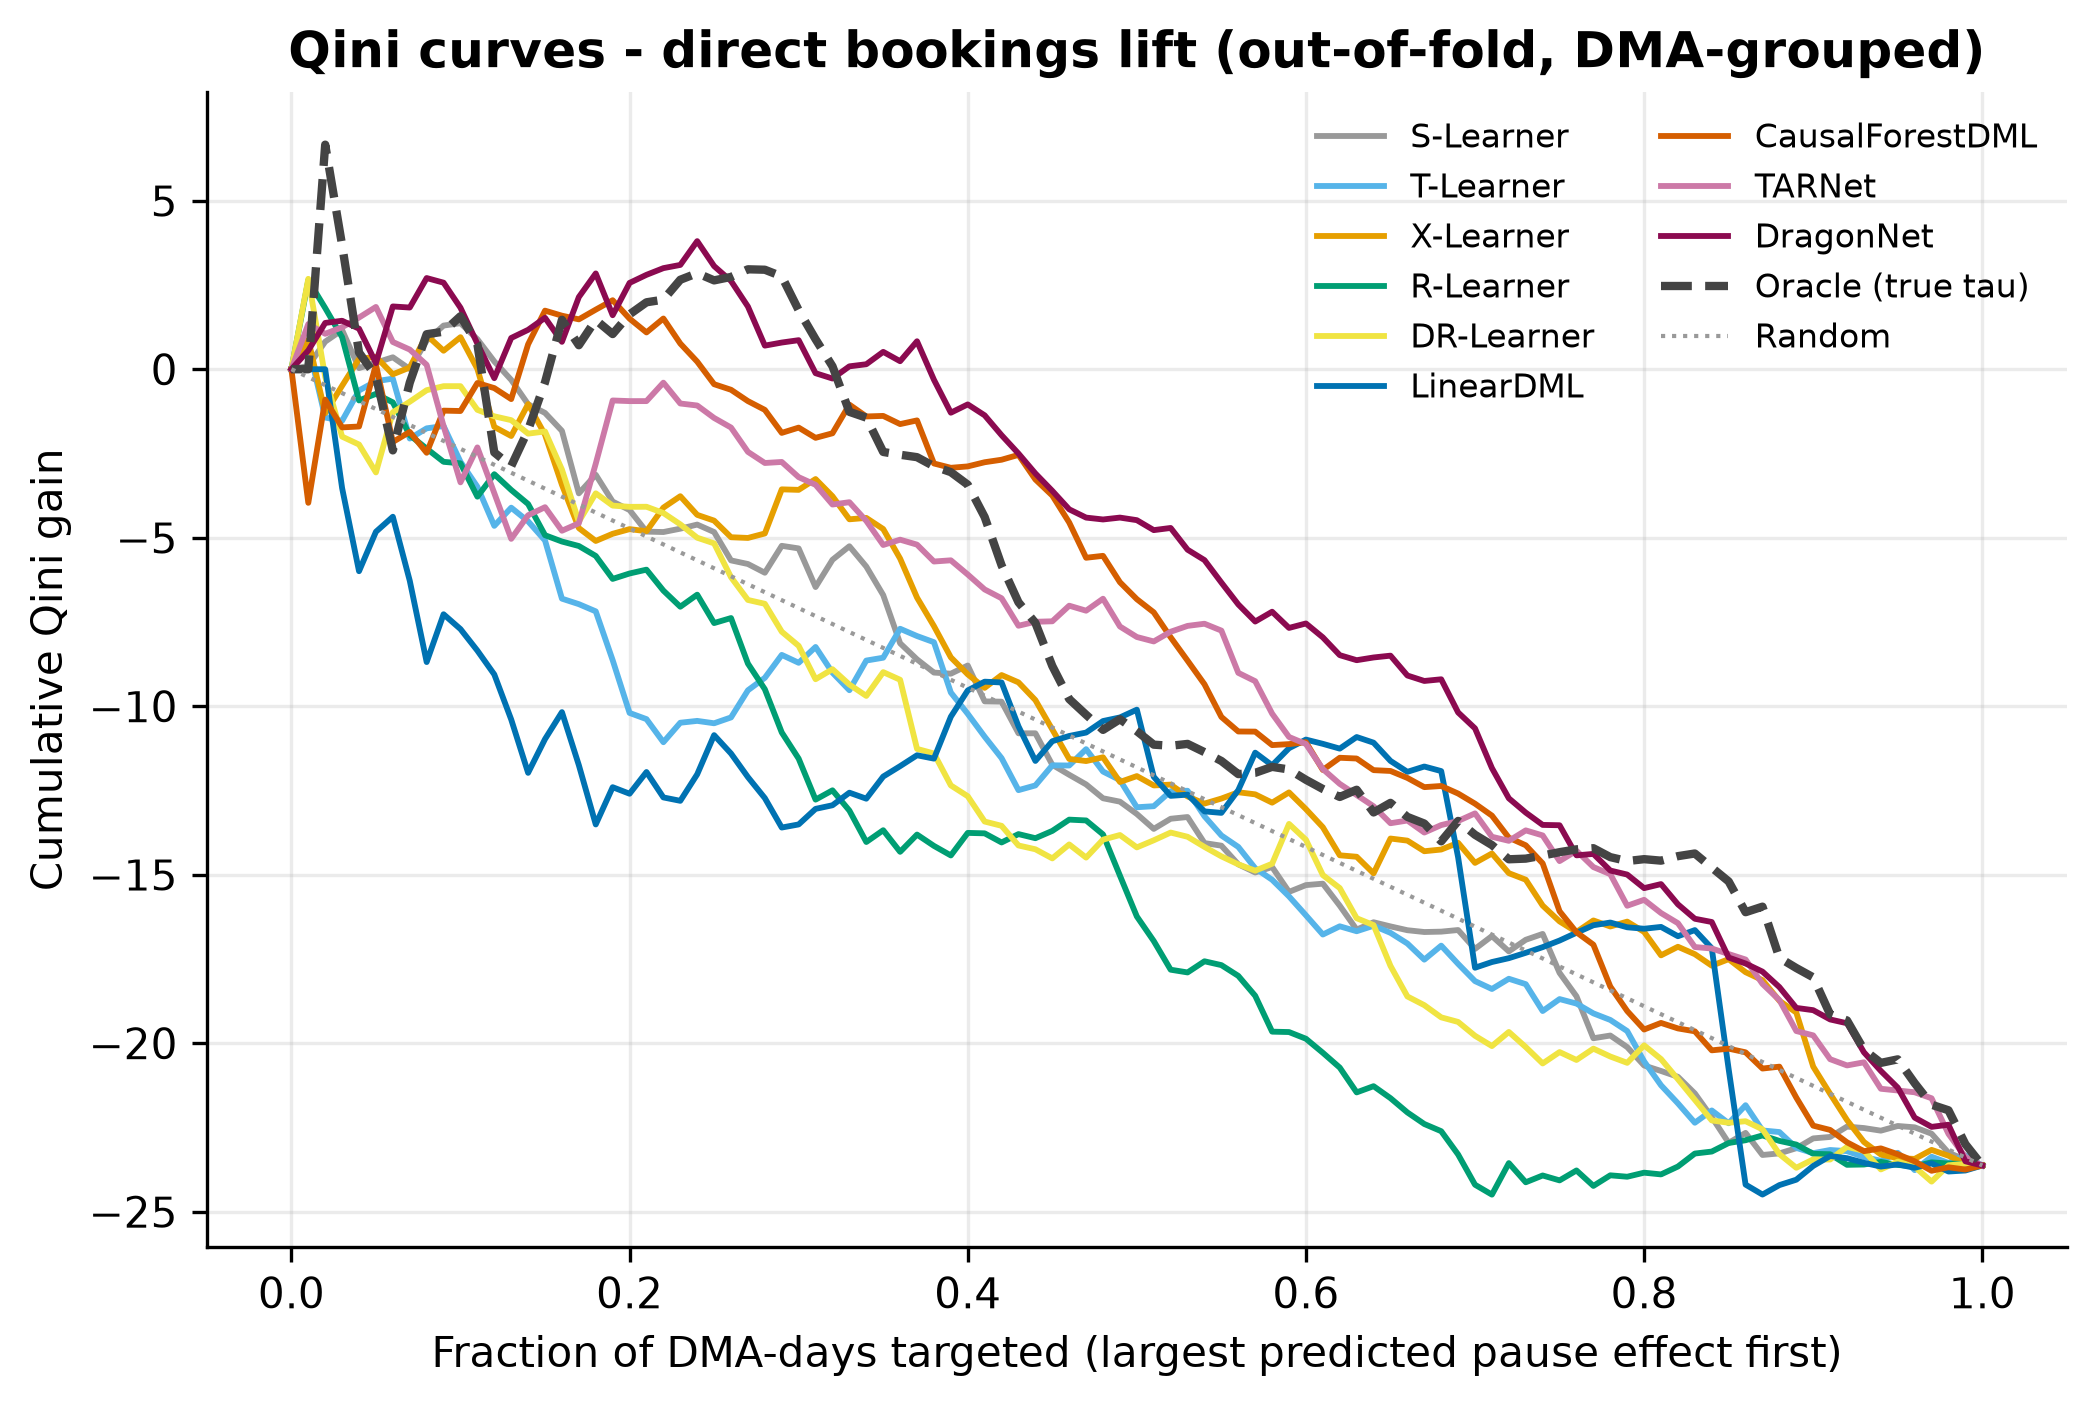 Qini curves - direct bookings lift (out-of-fold, DMA-grouped)
S-Learner
T-Learner
X-Learner
R-Learner
DR-Learner
LinearDML
CausalForestDML
TARNet
DragonNet
Oracle (true tau)
Random
Cumulative Qini gain
5
0
−5
−10
−15
−20
−25
0.0 0.2 0.4 0.6 0.8 1.0
Fraction of DMA-days targeted (largest predicted pause effect first)